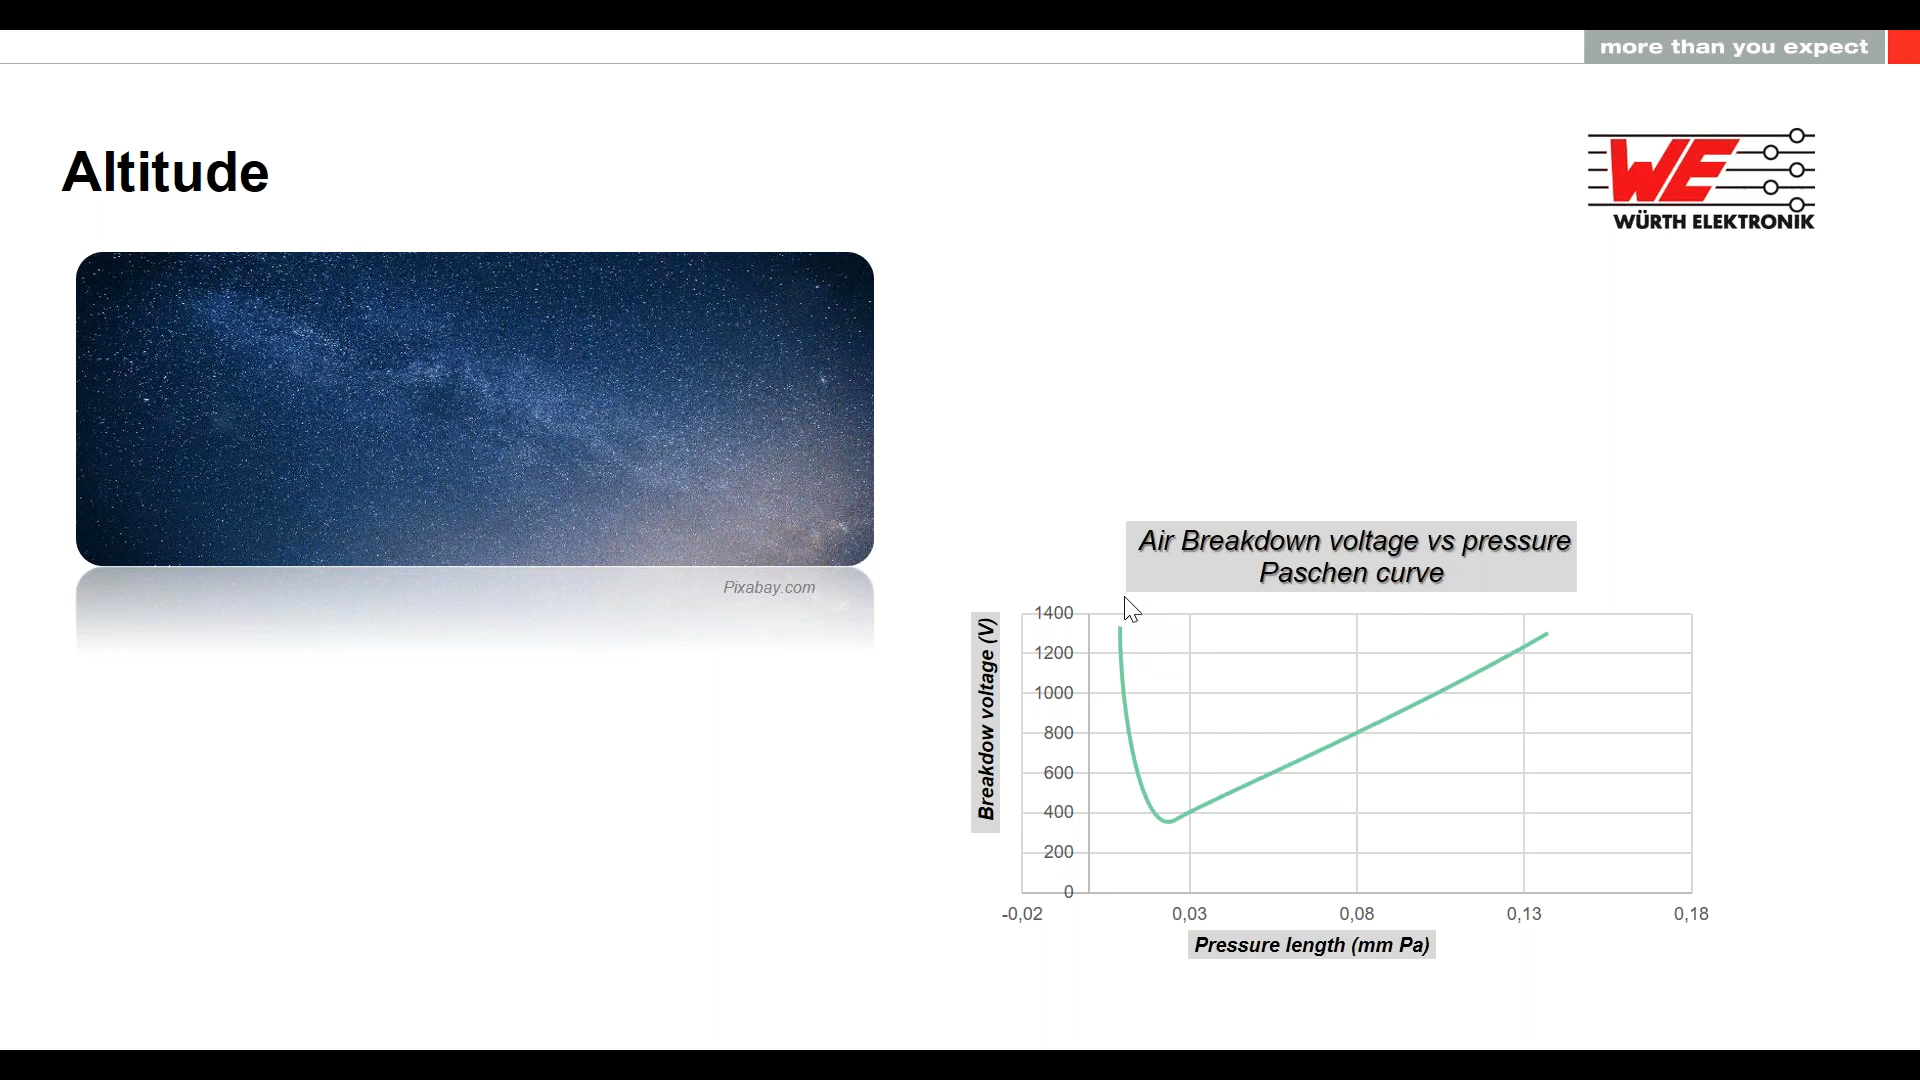 more than you expect
Altitude
WE
WÜRTH ELEKTRONIK
Pixabay.com
Air Breakdown voltage vs pressure
Paschen curve
Breakdow voltage (V)
1400
1200
1000
800
600
400
200
0
-0,02 0,03 0,08 0,13 0,18
Pressure length (mm Pa)